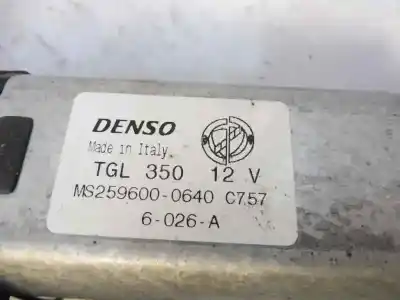 DENSO
Made in Italy
TGL 350 12 V
MS259600-0640 C757
6-026-A